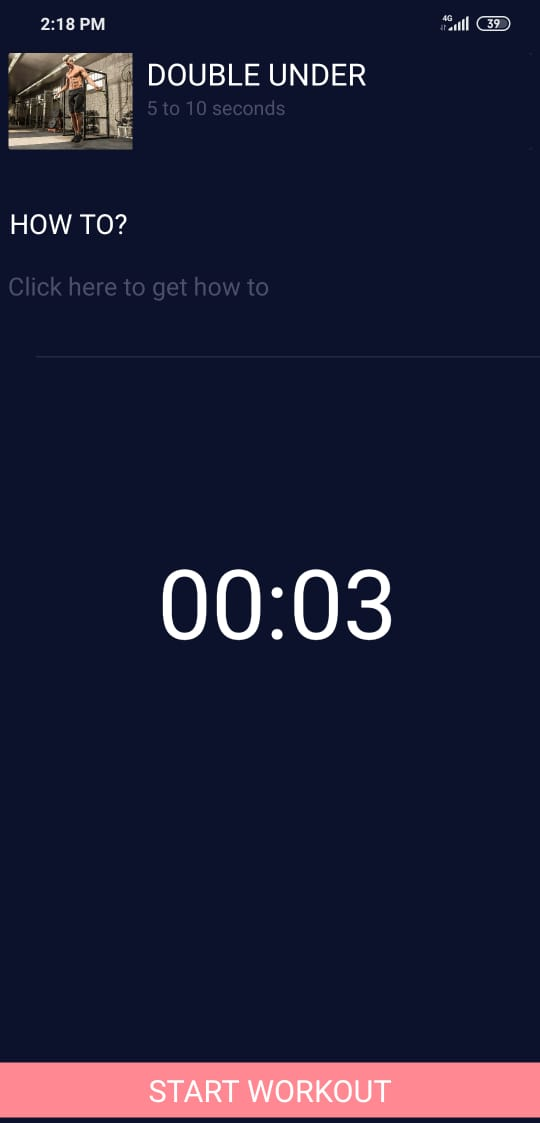 2:18 PM
4G
39
DOUBLE UNDER
5 to 10 seconds
HOW TO?
Click here to get how to
00:03
START WORKOUT